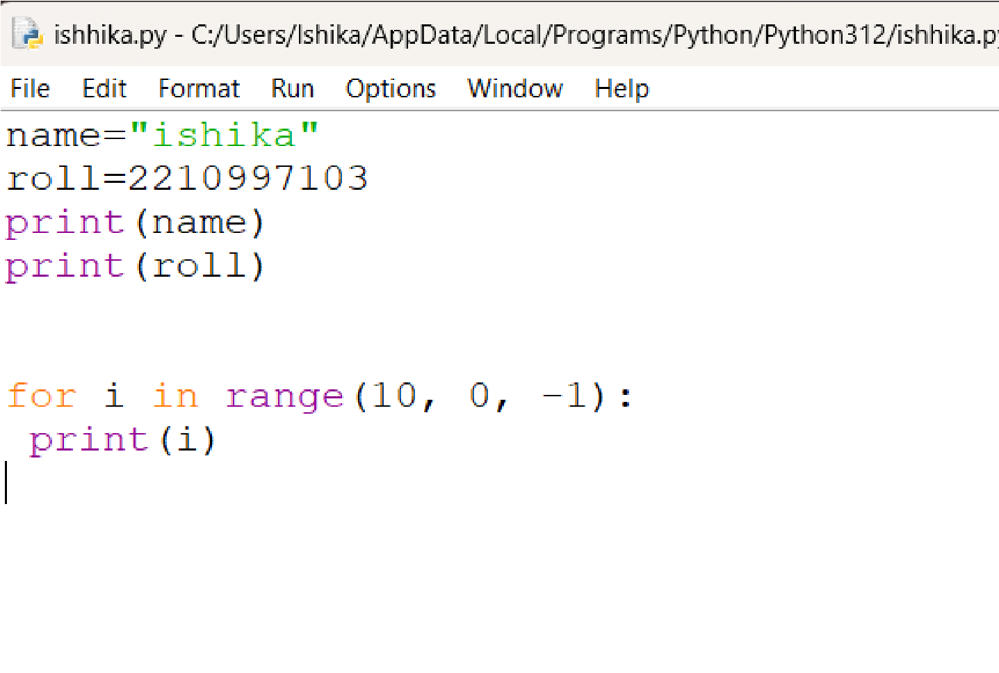 ishhika.py - C:/Users/Ishika/AppData/Local/Programs/Python/Python312/ishhika.py
File Edit Format Run Options Window Help
name="ishika"
roll=2210997103
print(name)
print(roll)
for i in range(10, 0, -1):
 print(i)